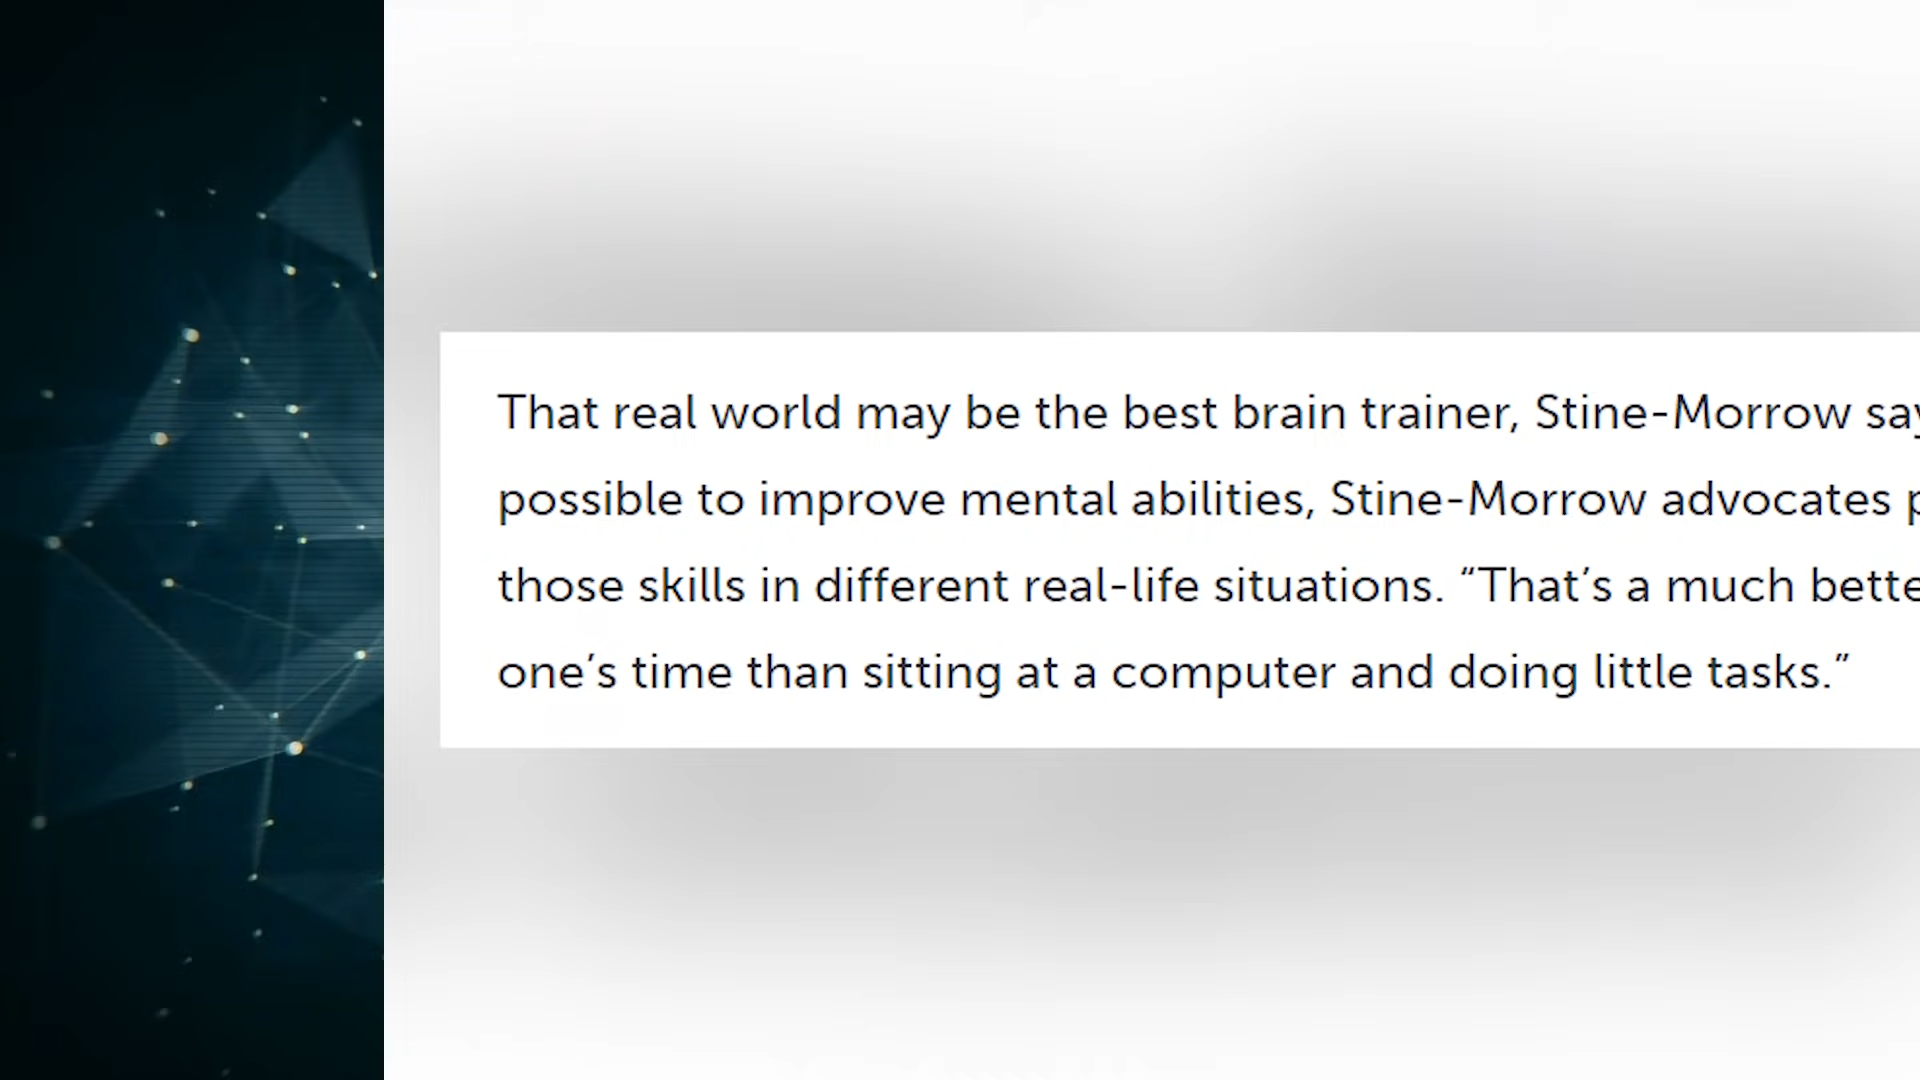 That real world may be the best brain trainer, Stine-Morrow
possible to improve mental abilities, Stine-Morrow advocates
those skills in different real-life situations. “That’s a much
one’s time than sitting at a computer and doing little tasks.”